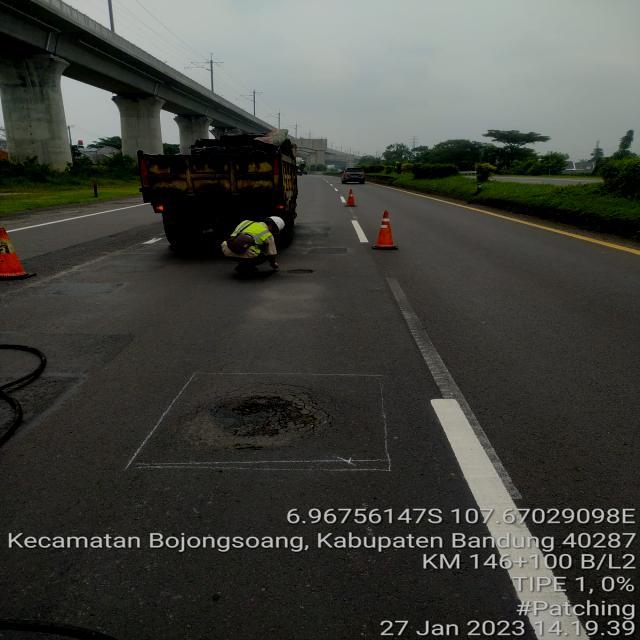 6.96756147S 107.67029098E
Kecamatan Bojongsoang, Kabupaten Bandung 40287
KM 146+100 B/L2
TIPE 1, 0%
#Patching
27 Jan 2023 14.19.39